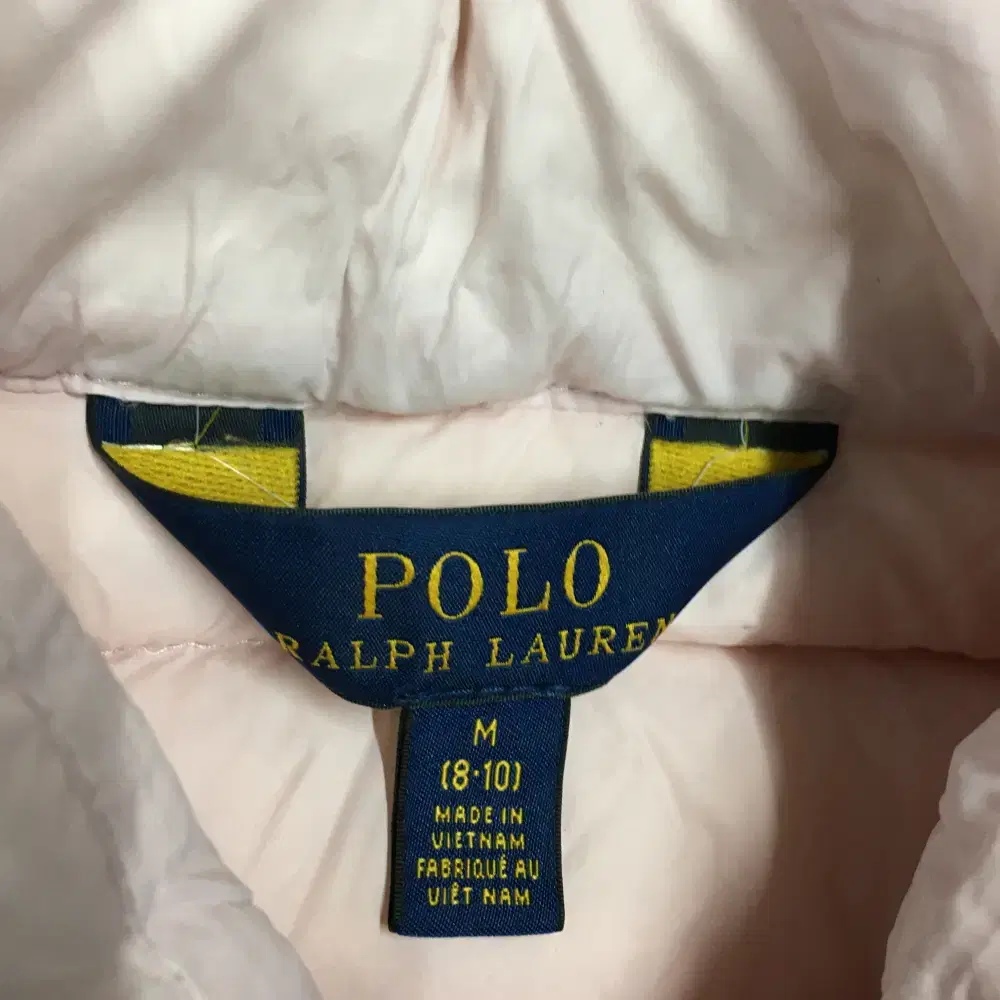 POLO
RALPH LAUREN
M
(8·10)
MADE IN
VIETNAM
FABRIQUÉ AU
VIÊT NAM